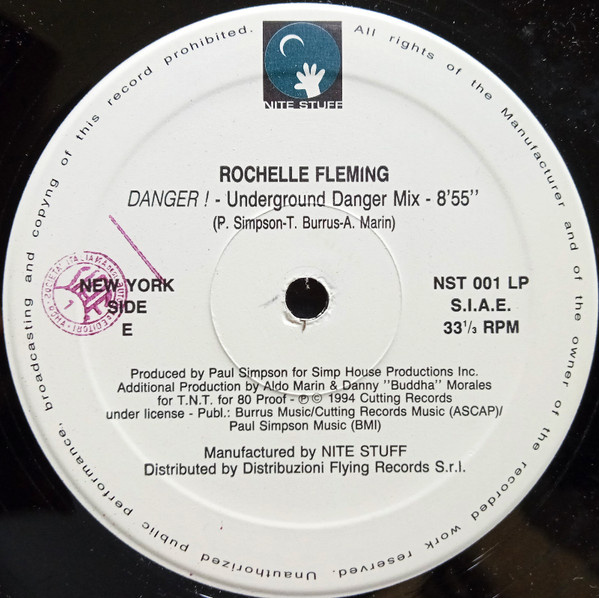 NITE STUFF
ROCHELLE FLEMING
DANGER ! - Underground Danger Mix - 8'55''
(P. Simpson-T. Burrus-A. Marin)
NEW YORK
SIDE
E
NST 001 LP
S.I.A.E.
33 1/3 RPM
Produced by Paul Simpson for Simp House Productions Inc.
Additional Production by Aldo Marin & Danny ''Buddha'' Morales
for T.N.T. for 80 Proof - ℗ © 1994 Cutting Records
under license - Publ.: Burrus Music/Cutting Records Music (ASCAP)/
Paul Simpson Music (BMI)
Manufactured by NITE STUFF
Distributed by Distribuzioni Flying Records S.r.l.
All rights of the Manufacturer and of the owner of the recorded work reserved. Unauthorized public performance, broadcasting and copyng of this record prohibited.